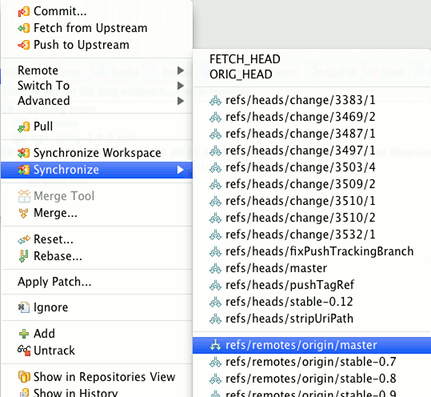 Commit...
Fetch from Upstream
Push to Upstream
Remote
Switch To
Advanced
Pull
Synchronize Workspace
Synchronize
Merge Tool
Merge...
Reset...
Rebase...
Apply Patch...
Ignore
Add
Untrack
Show in Repositories View
Show in History
FETCH_HEAD
ORIG_HEAD
refs/heads/change/3383/1
refs/heads/change/3469/2
refs/heads/change/3487/1
refs/heads/change/3497/1
refs/heads/change/3503/4
refs/heads/change/3509/2
refs/heads/change/3510/1
refs/heads/change/3510/2
refs/heads/change/3532/1
refs/heads/fixPushTrackingBranch
refs/heads/master
refs/heads/pushTagRef
refs/heads/stable-0.12
refs/heads/stripUriPath
refs/remotes/origin/master
refs/remotes/origin/stable-0.7
refs/remotes/origin/stable-0.8
refs/remotes/origin/stable-0.9